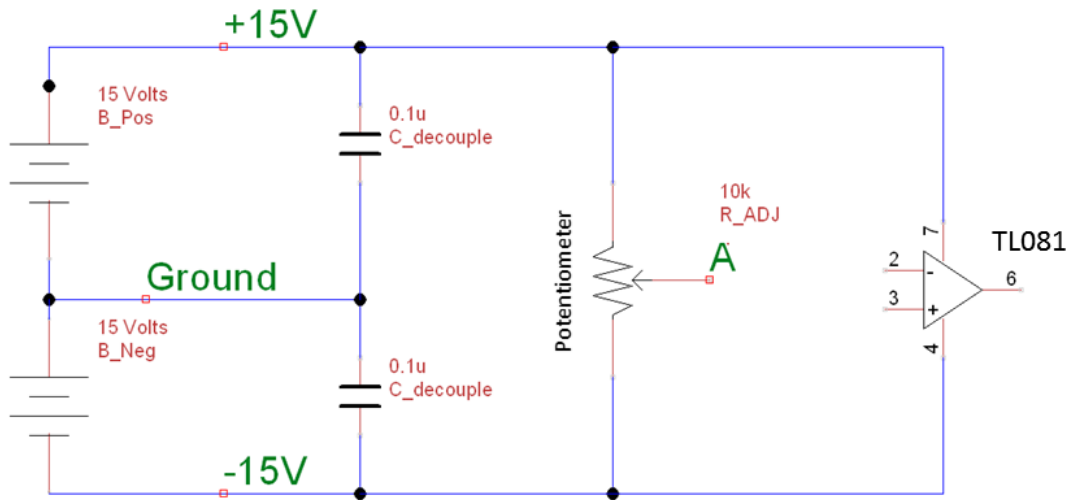 +15V
15 Volts
B_Pos
0.1u
C_decouple
Ground
15 Volts
B_Neg
0.1u
C_decouple
-15V
Potentiometer
10k
R_ADJ
A
TL081
7
2
-
6
3
+
4